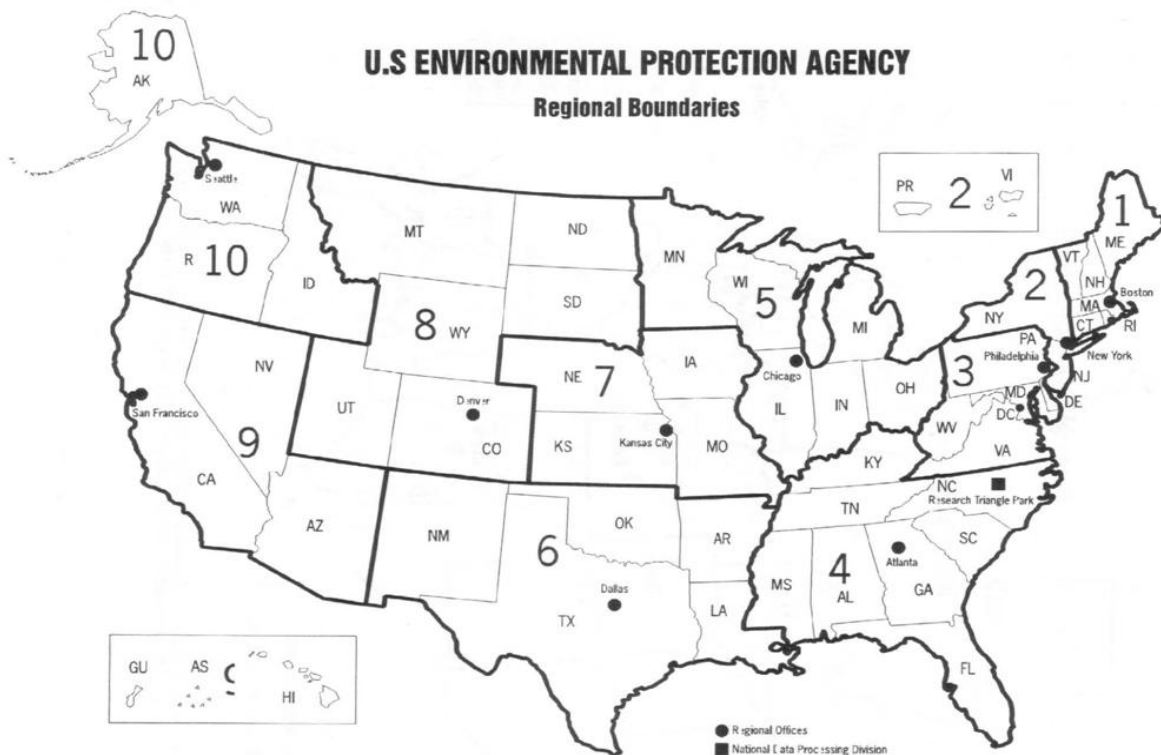 10
AK
U.S ENVIRONMENTAL PROTECTION AGENCY
Regional Boundaries
Seattle
WA
R 10
ID
MT
ND
SD
8 WY
MN
WI
5
MI
PR 2 VI
1
ME
VT
NH
2
NY
MA
Boston
CT
RI
New York
PA
Philadelphia
3
NJ
MD
DE
DC
WV
VA
NE 7
IA
Chicago
IL
IN
OH
NV
UT
Denver
CO
KS
Kansas City
MO
KY
San Francisco
9
CA
AZ
NM
OK
AR
TN
NC
Research Triangle Park
SC
6
Dallas
TX
LA
MS
4
AL
Atlanta
GA
FL
GU AS 9 HI
Regional Offices
National Data Processing Division